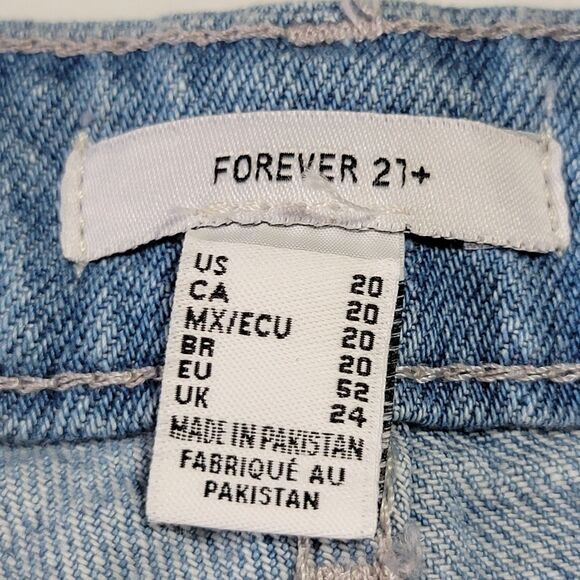 FOREVER 21+
US 20
CA 20
MX/ECU 20
BR 20
EU 52
UK 24
MADE IN PAKISTAN
FABRIQUÉ AU
PAKISTAN